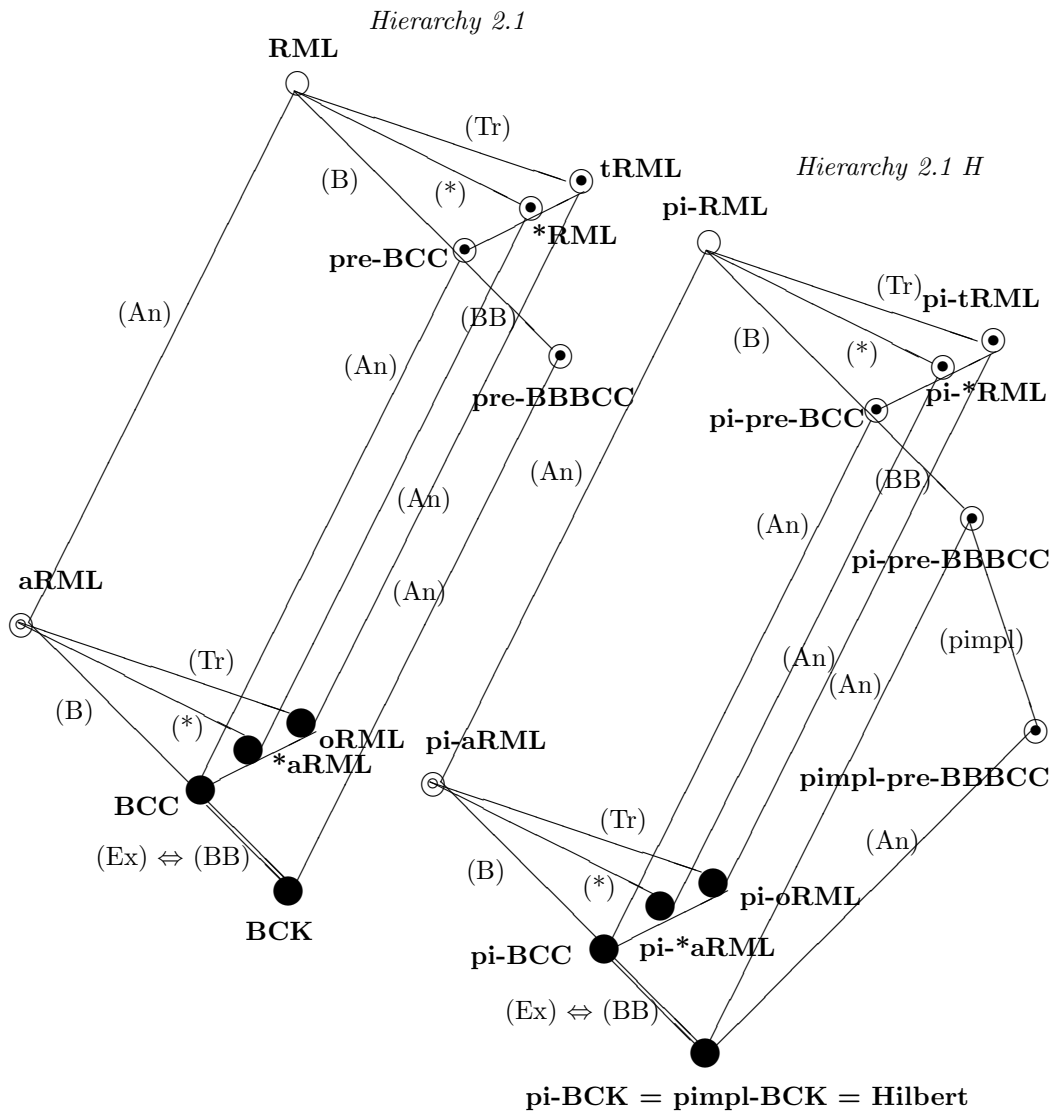 Hierarchy 2.1
RML
(Tr)
tRML
Hierarchy 2.1 H
(B)
(*)
pi-RML
*RML
pre-BCC
(Tr)
pi-tRML
(An)
(BB)
(B)
(*)
(An)
pre-BBBCC
pi-*RML
pi-pre-BCC
(An)
(BB)
(An)
(An)
pi-pre-BBBCC
aRML
(An)
(pimpl)
(Tr)
(An)
(An)
(B)
(*)
oRML
pi-aRML
*aRML
pimpl-pre-BBBCC
BCC
(Tr)
(An)
(Ex) ⇔ (BB)
(B)
(*)
pi-oRML
BCK
pi-BCC
pi-*aRML
(Ex) ⇔ (BB)
pi-BCK = pimpl-BCK = Hilbert